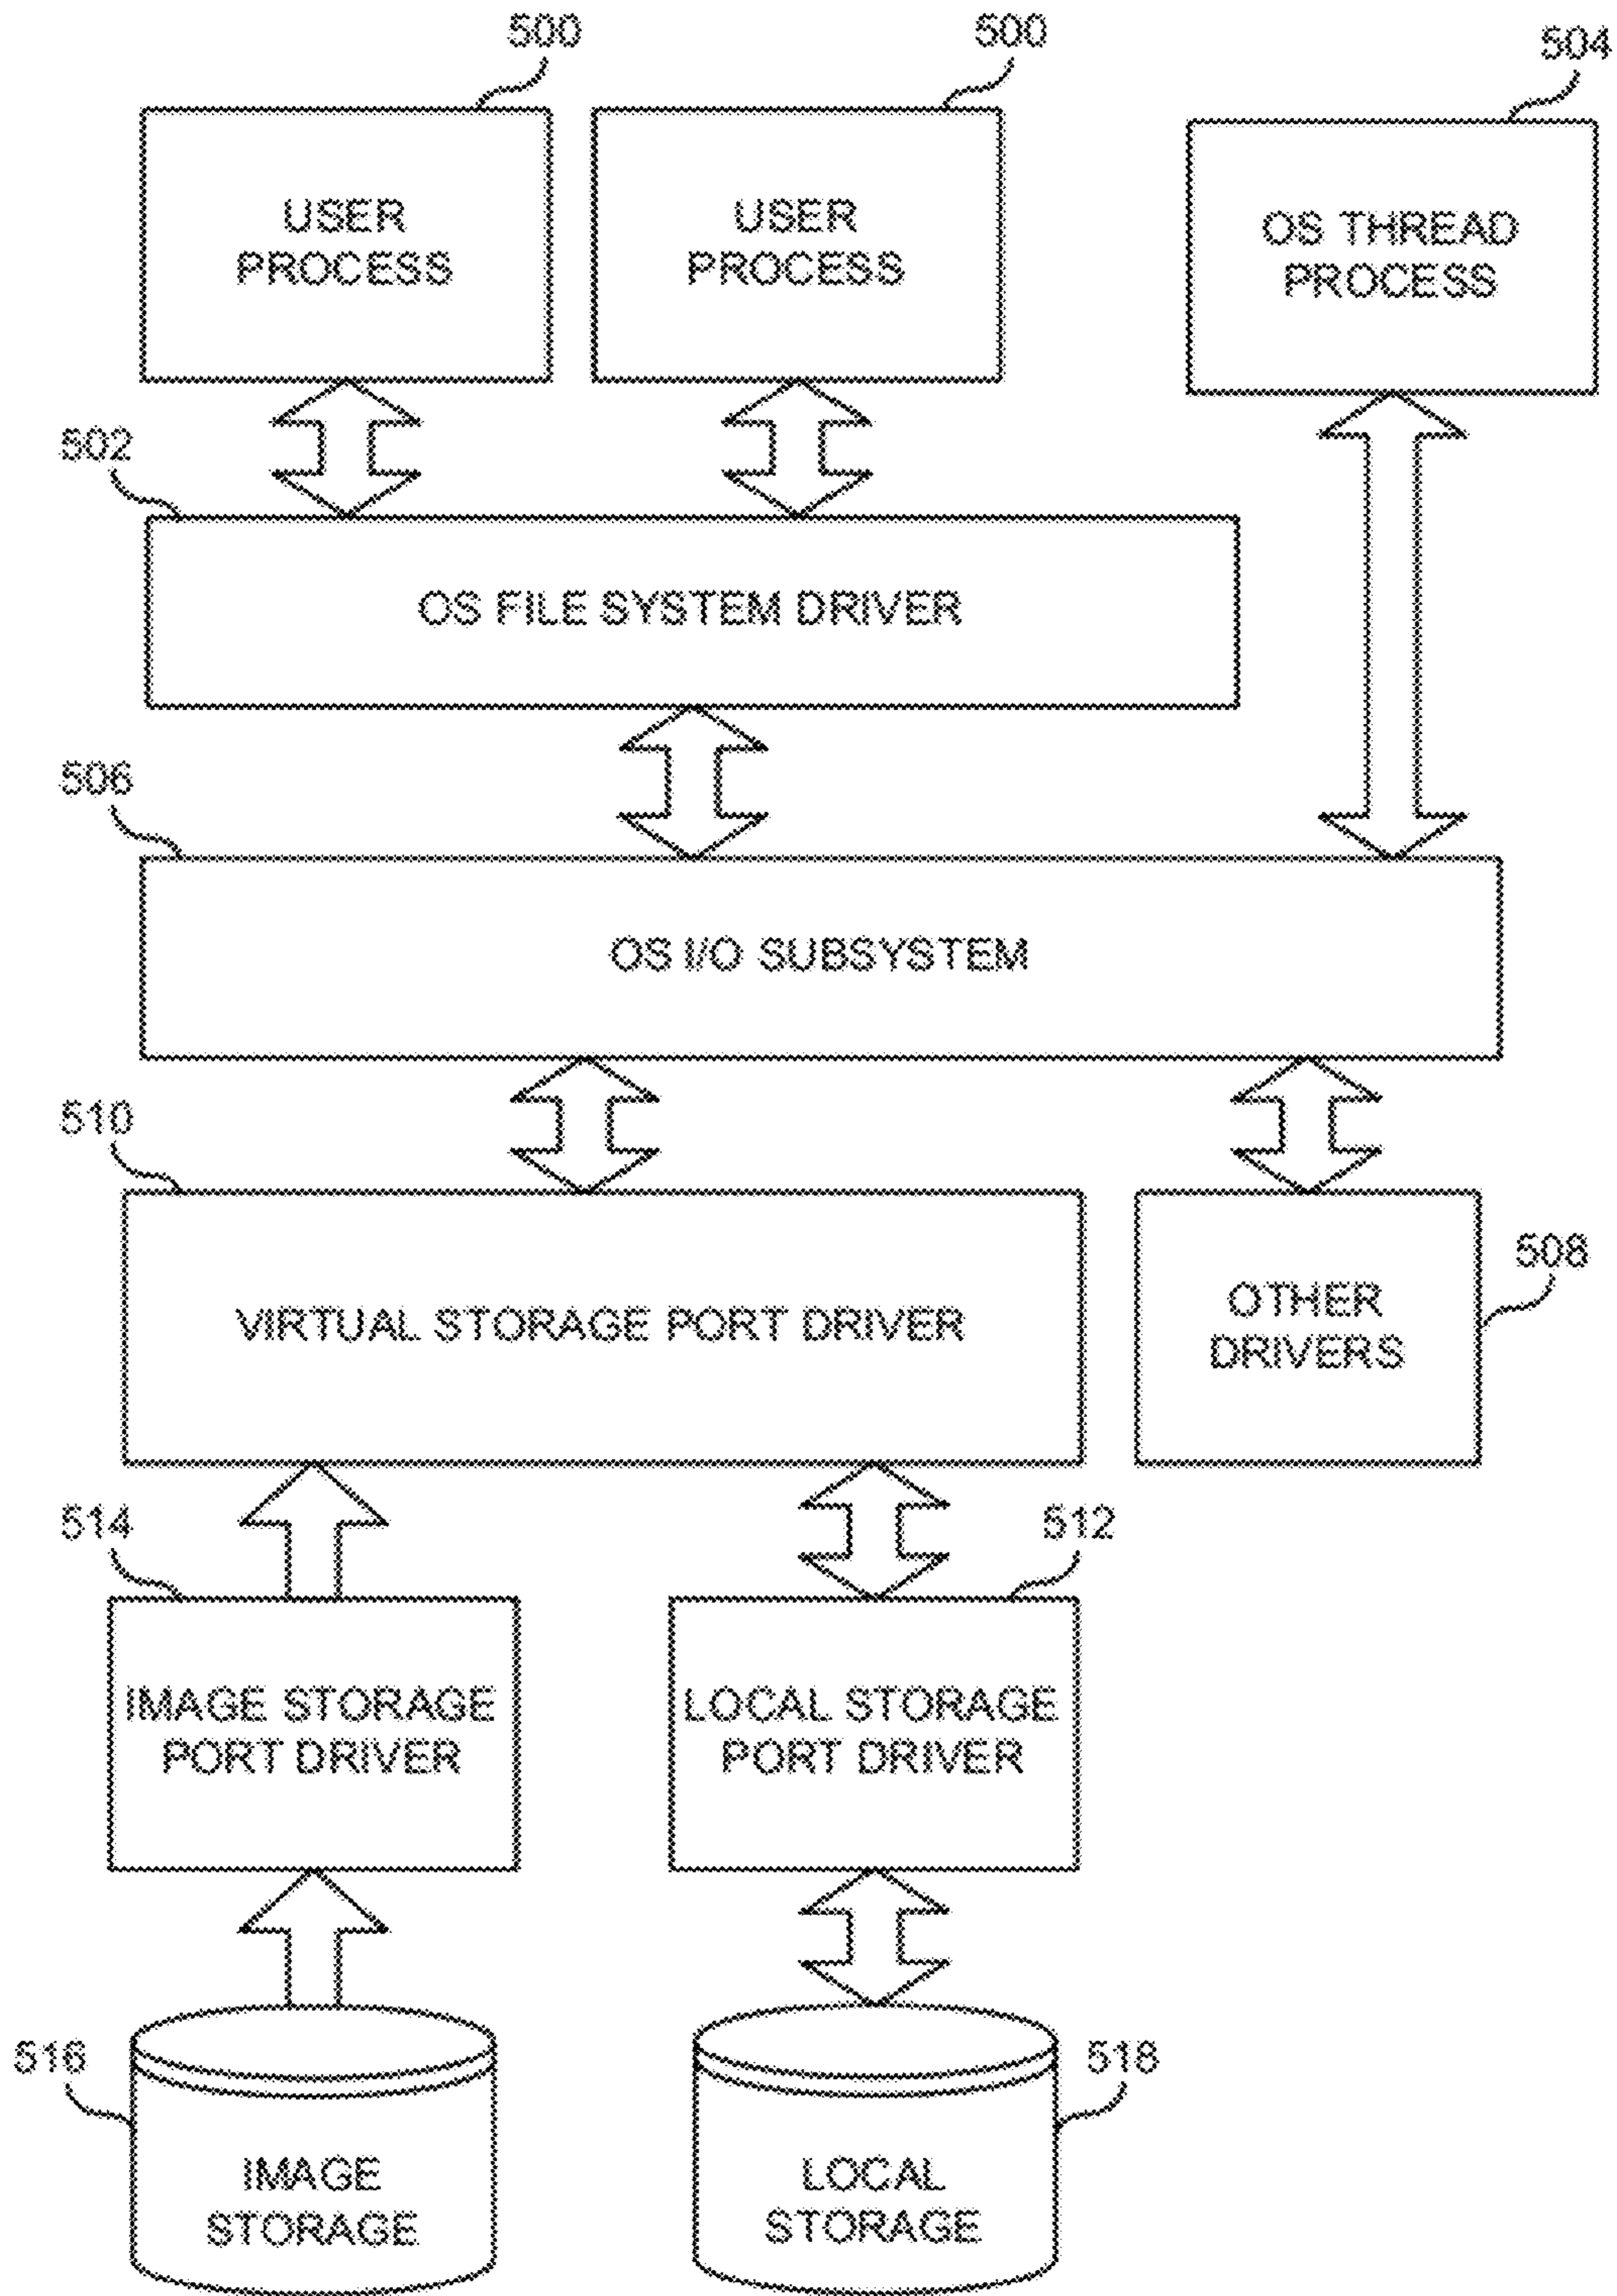 500
500
504
USER
PROCESS
USER
PROCESS
OS THREAD
PROCESS
502
OS FILE SYSTEM DRIVER
506
OS I/O SUBSYSTEM
510
VIRTUAL STORAGE PORT DRIVER
OTHER
DRIVERS
508
514
512
IMAGE STORAGE
PORT DRIVER
LOCAL STORAGE
PORT DRIVER
516
518
IMAGE
STORAGE
LOCAL
STORAGE